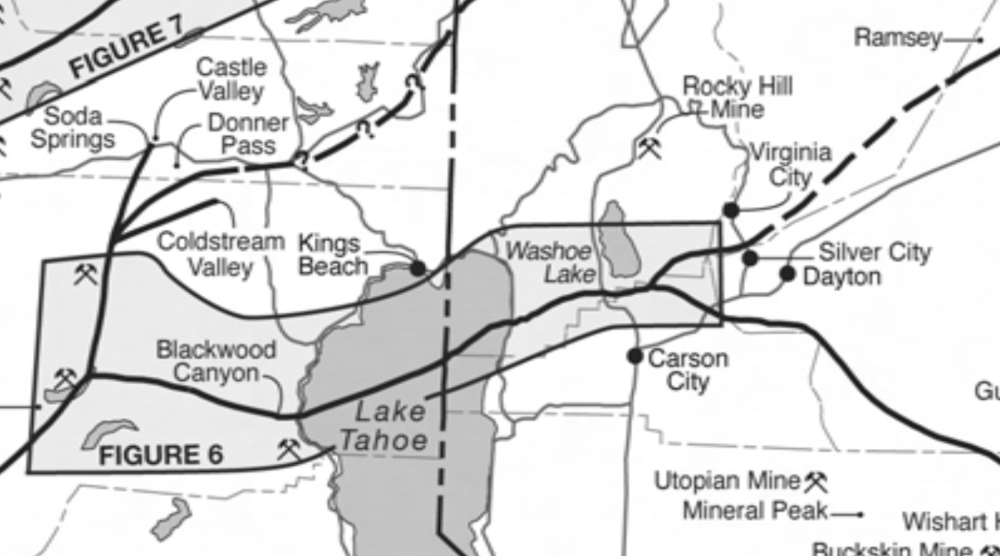 FIGURE 7
Ramsey
Castle
Valley
Rocky Hill
Mine
Soda
Springs
Donner
Pass
?
?
?
Virginia
City
Coldstream
Valley
Kings
Beach
Washoe
Lake
Silver City
Dayton
Blackwood
Canyon
Carson
City
Lake
Tahoe
FIGURE 6
Utopian Mine
Mineral Peak
Wishart
Buckskin Mine